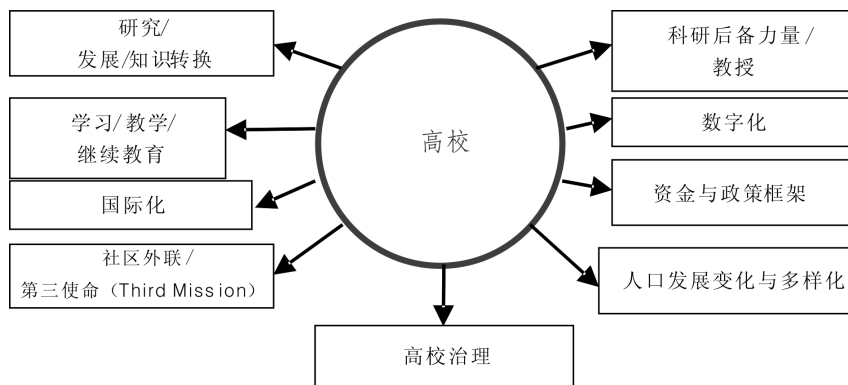 研究/
发展/知识转换
学习/教学/
继续教育
国际化
社区外联/
第三使命（Third Mission）
高校
科研后备力量/
教授
数字化
资金与政策框架
人口发展变化与多样化
高校治理